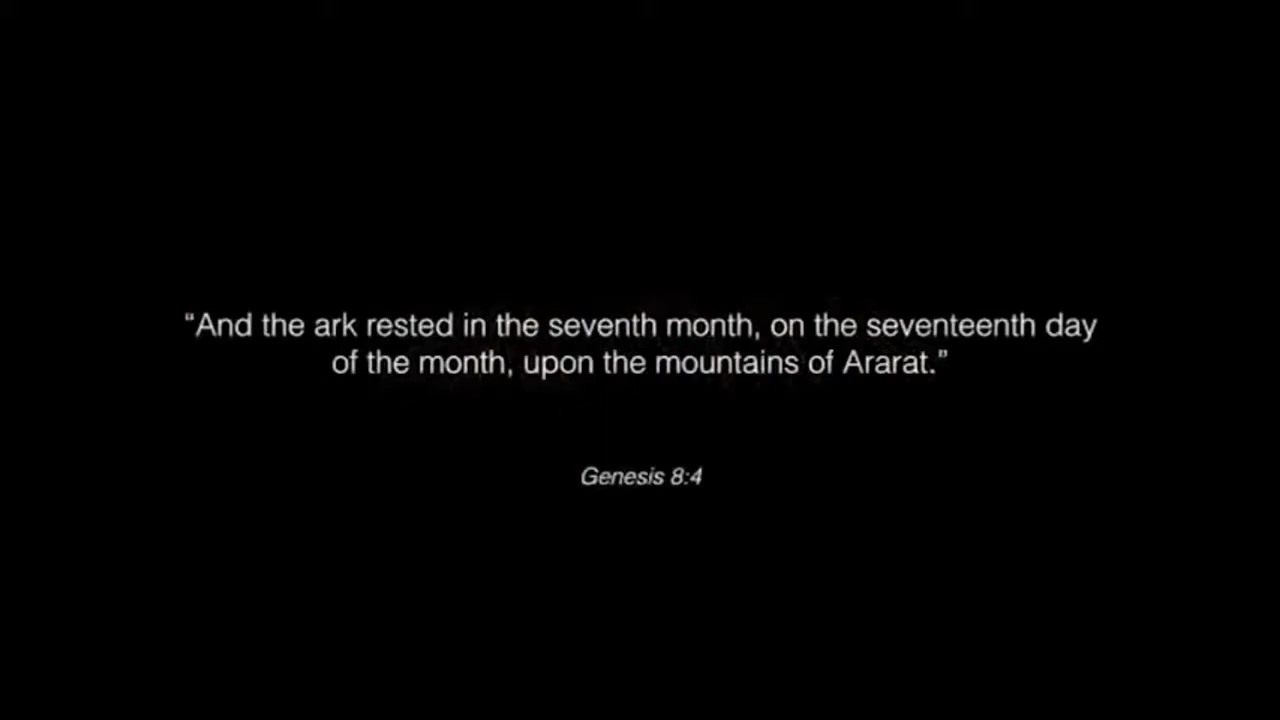 “And the ark rested in the seventh month, on the seventeenth day
of the month, upon the mountains of Ararat.”
Genesis 8:4